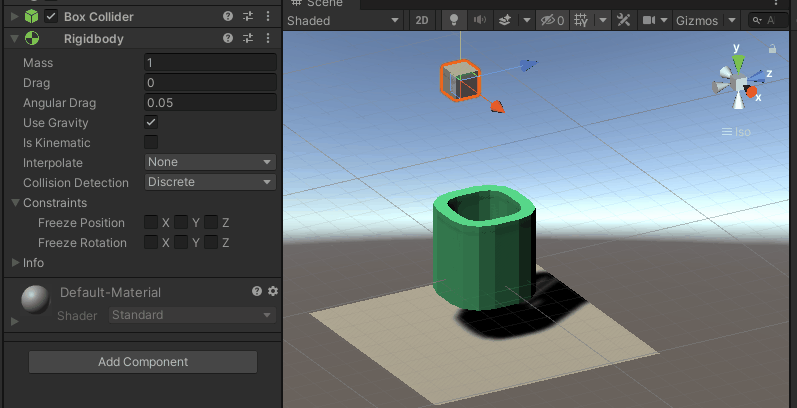 Box Collider
Rigidbody
Mass 1
Drag 0
Angular Drag 0.05
Use Gravity
Is Kinematic
Interpolate None
Collision Detection Discrete
Constraints
Freeze Position X Y Z
Freeze Rotation X Y Z
Info
Default-Material
Shader Standard
Add Component
# Scene
Shaded 2D 0 Gizmos A
y
z
x
Iso